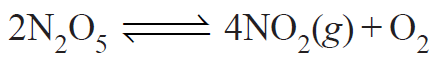 2N₂O₅ ⇌ 4NO₂(g) + O₂